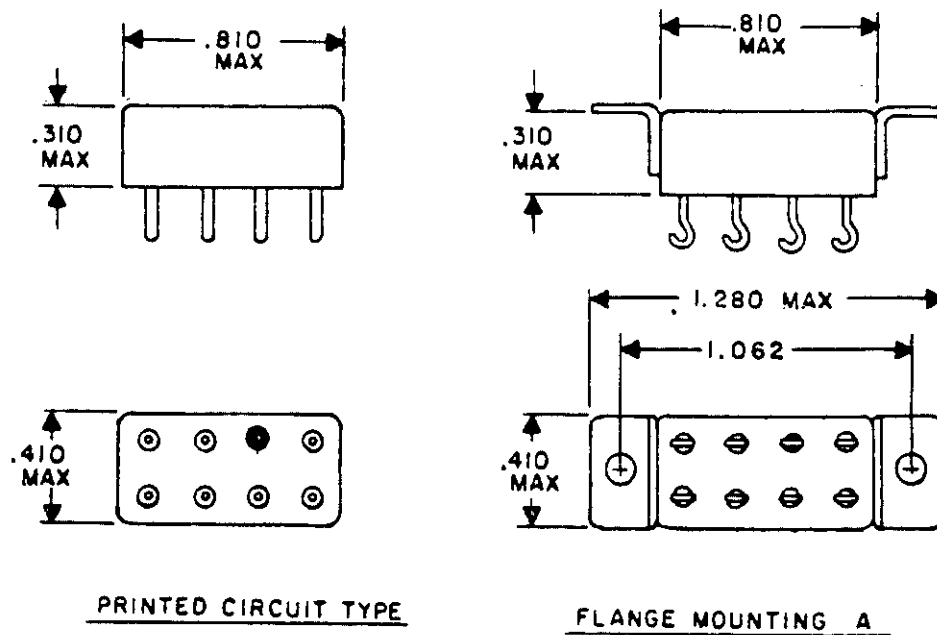 .810
MAX
.810
MAX
.310
MAX
.310
MAX
1.280 MAX
1.062
.410
MAX
.410
MAX
PRINTED CIRCUIT TYPE
FLANGE MOUNTING A